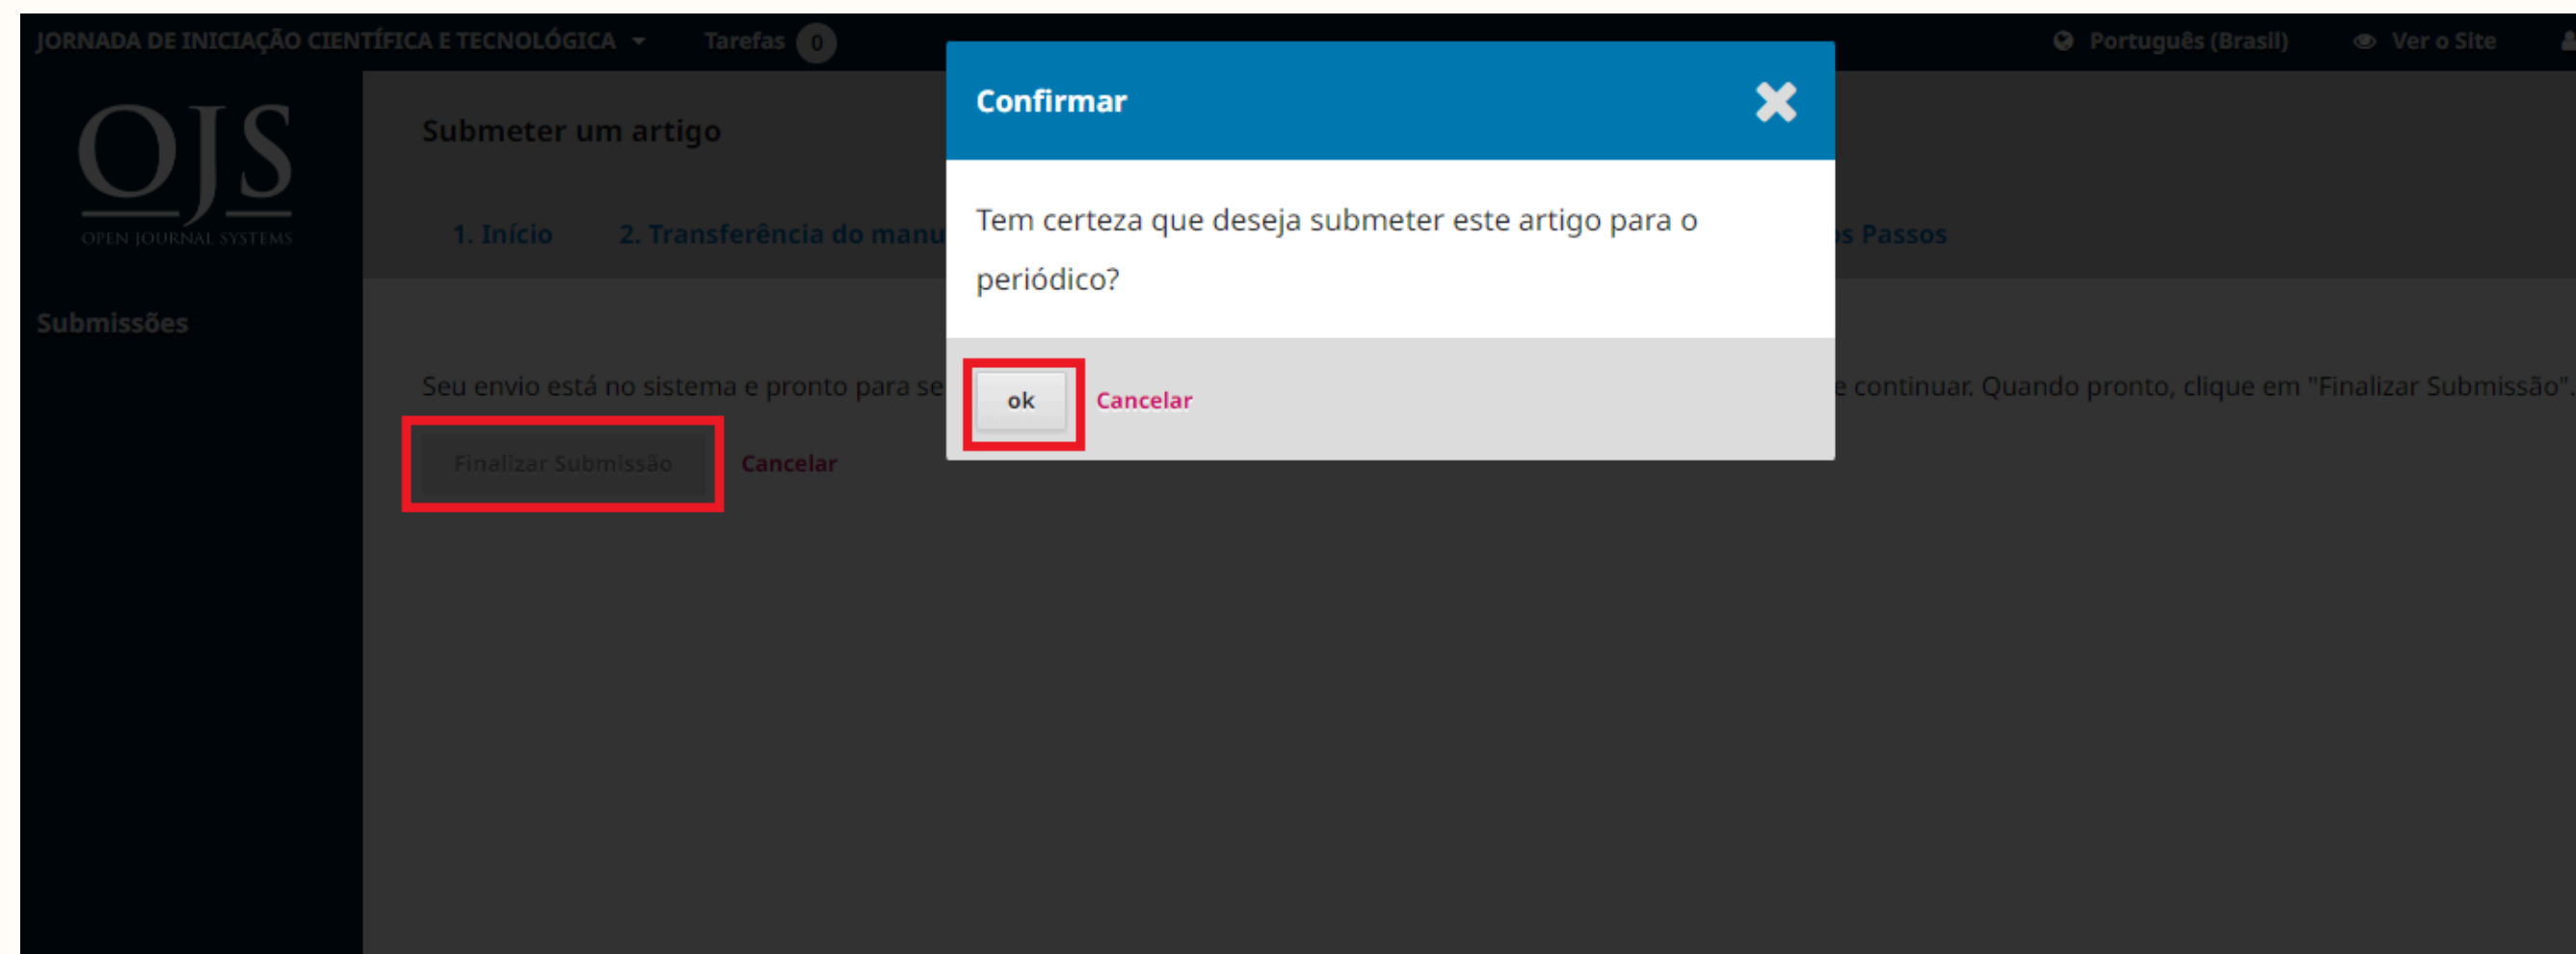 JORNADA DE INICIAÇÃO CIENTÍFICA E TECNOLÓGICA Tarefas 0 Português (Brasil) Ver o Site
OJS
OPEN JOURNAL SYSTEMS
Submissões
Submeter um artigo
1. Início 2. Transferência do manu
s Passos
Seu envio está no sistema e pronto para se
e continuar. Quando pronto, clique em "Finalizar Submissão".
Finalizar Submissão Cancelar
Confirmar
Tem certeza que deseja submeter este artigo para o
periódico?
ok Cancelar